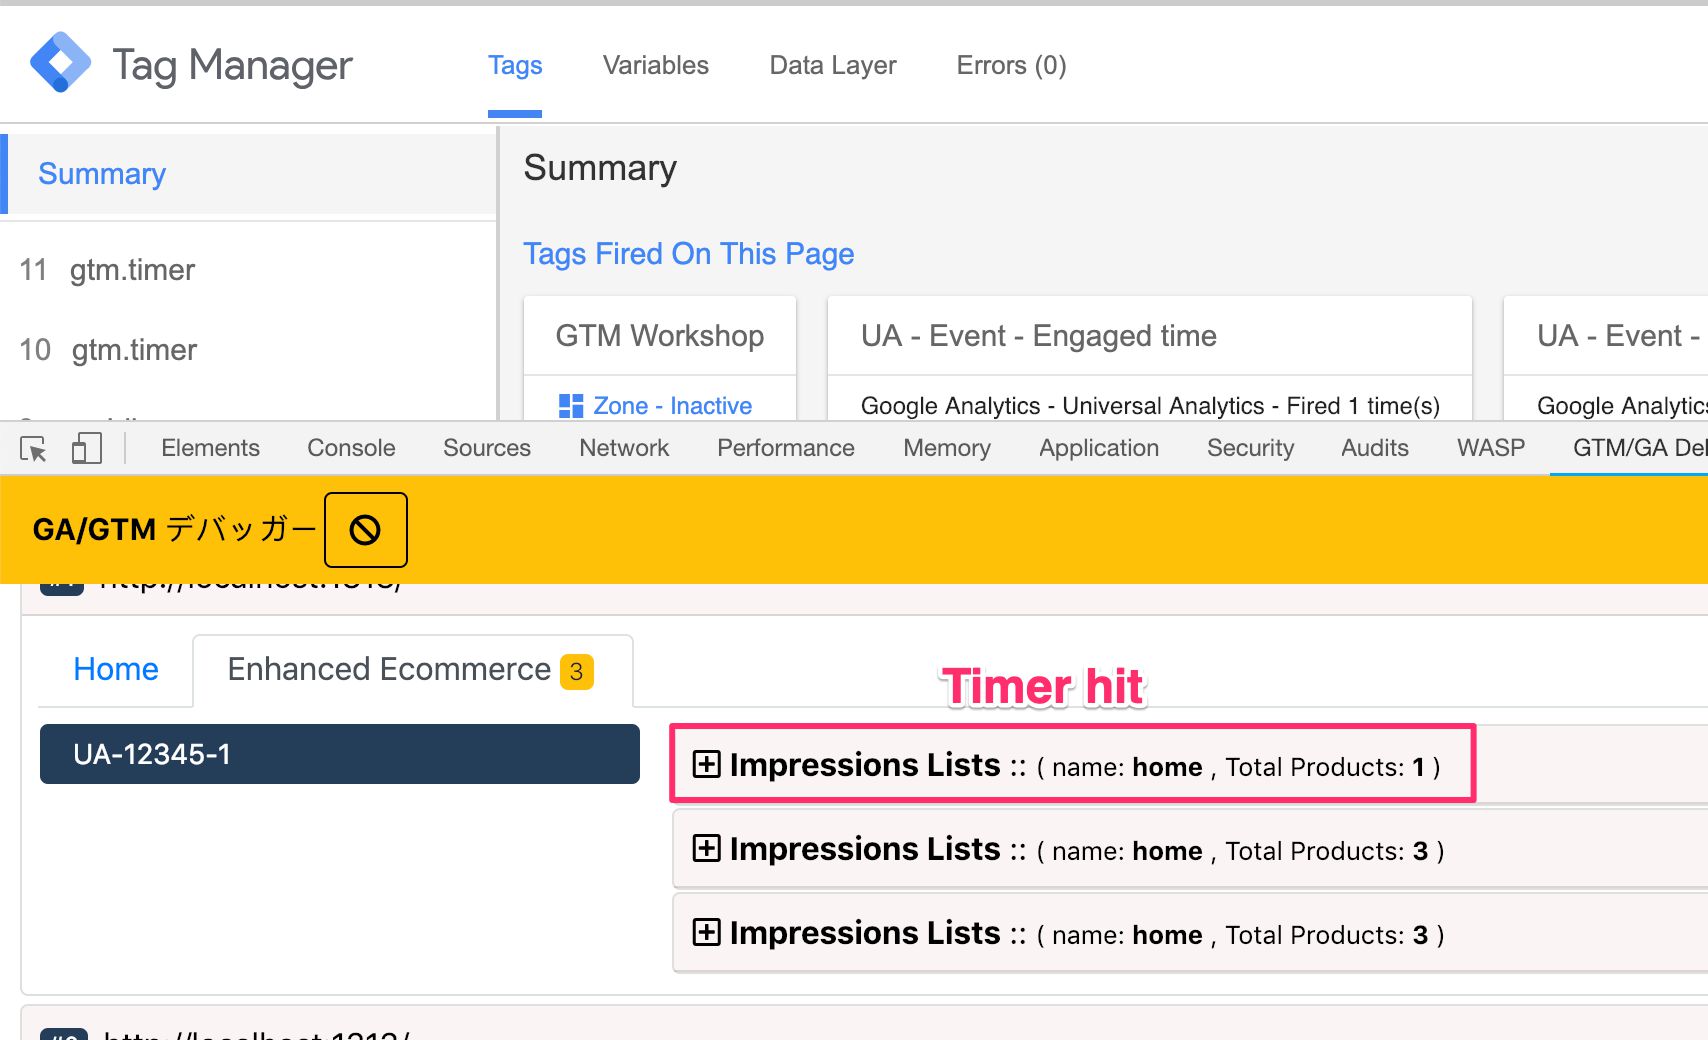 Tag Manager
Tags Variables Data Layer Errors (0)
Summary
11 gtm.timer
10 gtm.timer
Summary
Tags Fired On This Page
GTM Workshop
Zone - Inactive
UA - Event - Engaged time
Google Analytics - Universal Analytics - Fired 1 time(s)
UA - Event -
Google Analytics
Elements Console Sources Network Performance Memory Application Security Audits WASP GTM/GA De
GA/GTM デバッガー
Home Enhanced Ecommerce 3
Timer hit
UA-12345-1
Impressions Lists :: ( name: home , Total Products: 1 )
Impressions Lists :: ( name: home , Total Products: 3 )
Impressions Lists :: ( name: home , Total Products: 3 )